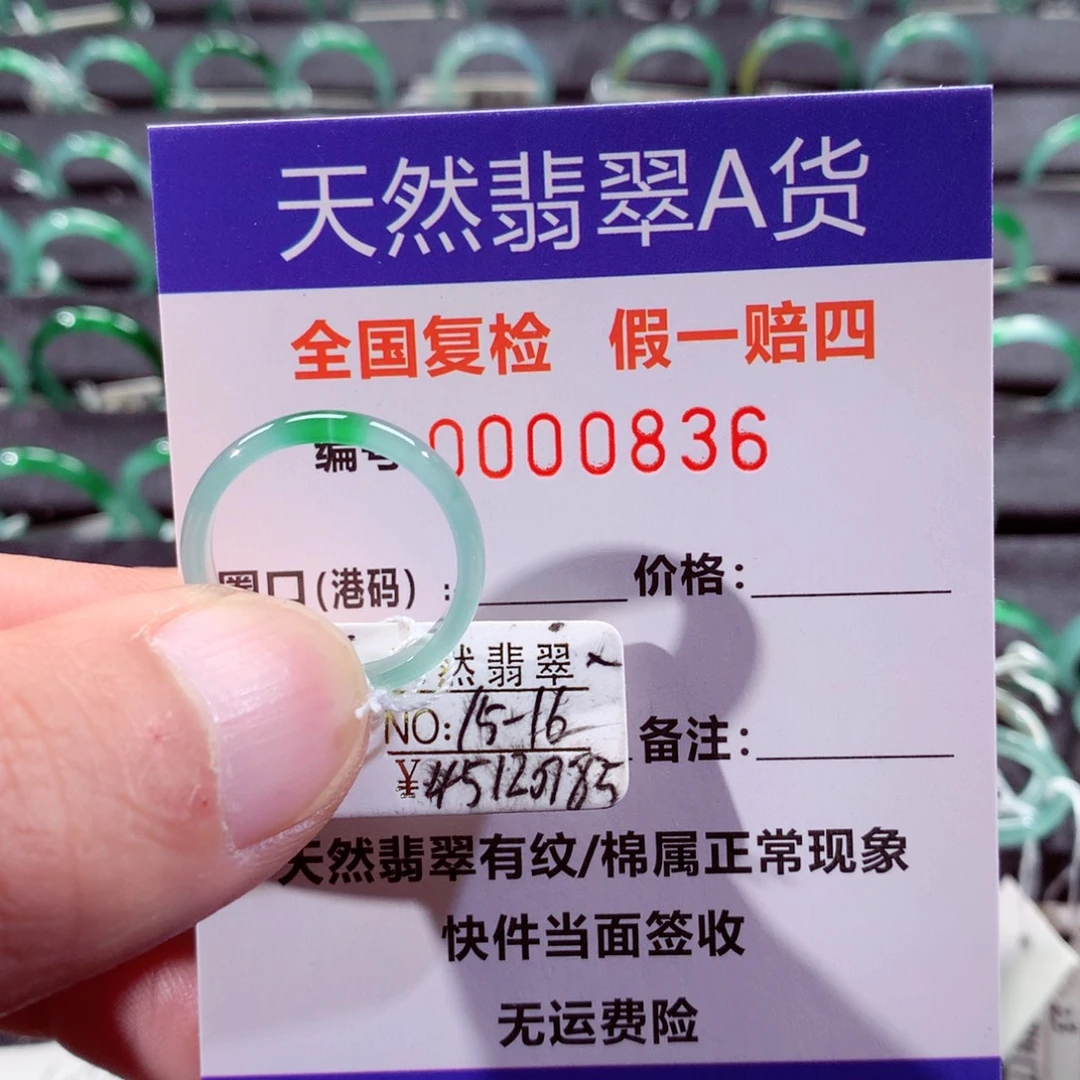 天然翡翠A货
全国复检 假一赔四
编号 0000836
圈口(港码): 价格:
然翡翠
NO: 15-16
备注:
¥
天然翡翠有纹/棉属正常现象
快件当面签收
无运费险